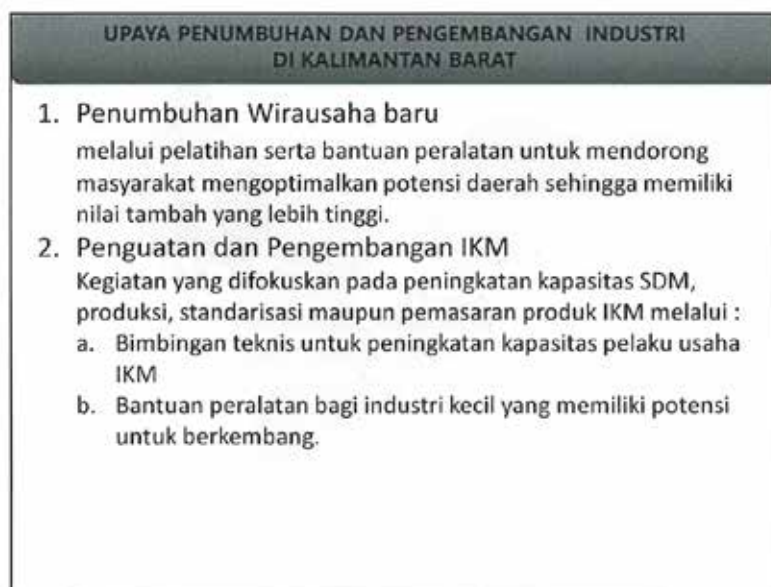 UPAYA PENUMBUHAN DAN PENGEMBANGAN INDUSTRI
DI KALIMANTAN BARAT
1. Penumbuhan Wirausaha baru
melalui pelatihan serta bantuan peralatan untuk mendorong
masyarakat mengoptimalkan potensi daerah sehingga memiliki
nilai tambah yang lebih tinggi.
2. Penguatan dan Pengembangan IKM
Kegiatan yang difokuskan pada peningkatan kapasitas SDM,
produksi, standarisasi maupun pemasaran produk IKM melalui :
a. Bimbingan teknis untuk peningkatan kapasitas pelaku usaha
IKM
b. Bantuan peralatan bagi industri kecil yang memiliki potensi
untuk berkembang.